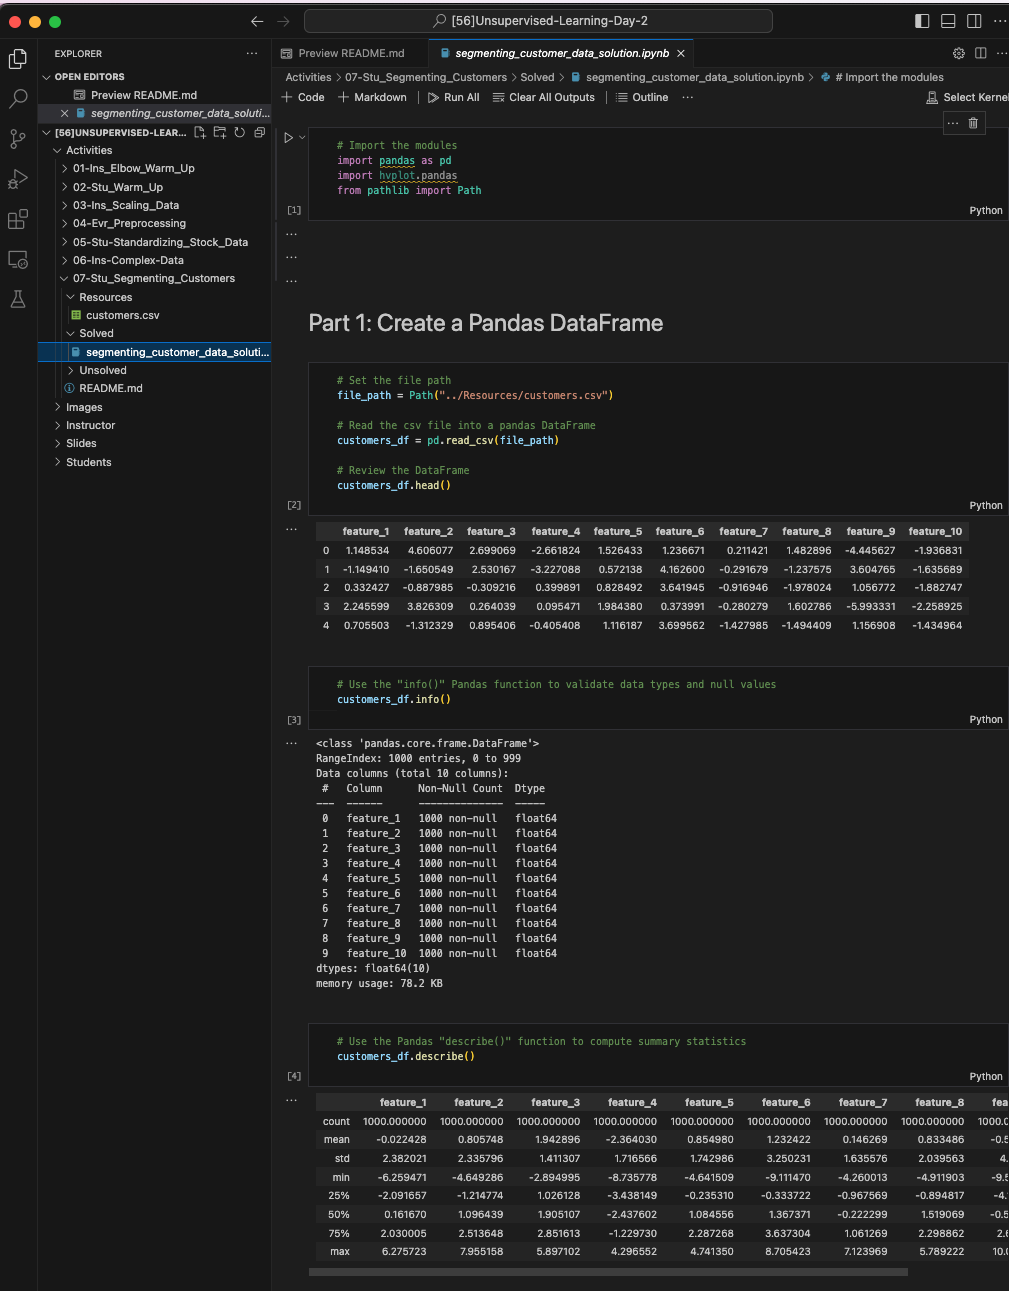 [56]Unsupervised-Learning-Day-2
EXPLORER
OPEN EDITORS
Preview README.md
segmenting_customer_data_soluti...
[56]UNSUPERVISED-LEAR...
Activities
01-Ins_Elbow_Warm_Up
02-Stu_Warm_Up
03-Ins_Scaling_Data
04-Evr_Preprocessing
05-Stu-Standardizing_Stock_Data
06-Ins-Complex-Data
07-Stu_Segmenting_Customers
Resources
customers.csv
Solved
segmenting_customer_data_soluti...
Unsolved
README.md
Images
Instructor
Slides
Students
Preview README.md segmenting_customer_data_solution.ipynb
Activities > 07-Stu_Segmenting_Customers > Solved > segmenting_customer_data_solution.ipynb > # Import the modules
+ Code + Markdown Run All Clear All Outputs Outline ... Select Kernel
# Import the modules
import pandas as pd
import hvplot.pandas
from pathlib import Path
[1] Python
Part 1: Create a Pandas DataFrame
# Set the file path
file_path = Path("../Resources/customers.csv")
# Read the csv file into a pandas DataFrame
customers_df = pd.read_csv(file_path)
# Review the DataFrame
customers_df.head()
[2] Python
feature_1 feature_2 feature_3 feature_4 feature_5 feature_6 feature_7 feature_8 feature_9 feature_10
0 1.148534 4.606077 2.699069 -2.661824 1.526433 1.236671 0.211421 1.482896 -4.445627 -1.936831
1 -1.149410 -1.650549 2.530167 -3.227088 0.572138 4.162600 -0.291679 -1.237575 3.604765 -1.635689
2 0.332427 -0.887985 -0.309216 0.399891 0.828492 3.641945 -0.916946 -1.978024 1.056772 -1.882747
3 2.245599 3.826309 0.264039 0.095471 1.984380 0.373991 -0.280279 1.602786 -5.993331 -2.258925
4 0.705503 -1.312329 0.895406 -0.405408 1.116187 3.699562 -1.427985 -1.494409 1.156908 -1.434964
# Use the "info()" Pandas function to validate data types and null values
customers_df.info()
[3] Python
<class 'pandas.core.frame.DataFrame'>
RangeIndex: 1000 entries, 0 to 999
Data columns (total 10 columns):
# Column Non-Null Count Dtype
--- ------ -------------- -----
0 feature_1 1000 non-null float64
1 feature_2 1000 non-null float64
2 feature_3 1000 non-null float64
3 feature_4 1000 non-null float64
4 feature_5 1000 non-null float64
5 feature_6 1000 non-null float64
6 feature_7 1000 non-null float64
7 feature_8 1000 non-null float64
8 feature_9 1000 non-null float64
9 feature_10 1000 non-null float64
dtypes: float64(10)
memory usage: 78.2 KB
# Use the Pandas "describe()" function to compute summary statistics
customers_df.describe()
[4] Python
feature_1 feature_2 feature_3 feature_4 feature_5 feature_6 feature_7 feature_8 fea
count 1000.000000 1000.000000 1000.000000 1000.000000 1000.000000 1000.000000 1000.000000 1000.000000 1000.0
mean -0.022428 0.805748 1.942896 -2.364030 0.854980 1.232422 0.146269 0.833486 -0.5
std 2.382021 2.335796 1.411307 1.716566 1.742986 3.250231 1.635576 2.039563 4.
min -6.259471 -4.649286 -2.894995 -8.735778 -4.641509 -9.111470 -4.260013 -4.911903 -9.5
25% -2.091657 -1.214774 1.026128 -3.438149 -0.235310 -0.333722 -0.967569 -0.894817 -4.
50% 0.161670 1.096439 1.905107 -2.437602 1.084556 1.367371 -0.222299 1.519069 -0.5
75% 2.030005 2.513648 2.851613 -1.229730 2.287268 3.637304 1.061269 2.298862 2.6
max 6.275723 7.955158 5.897102 4.296552 4.741350 8.705423 7.123969 5.789222 10.0